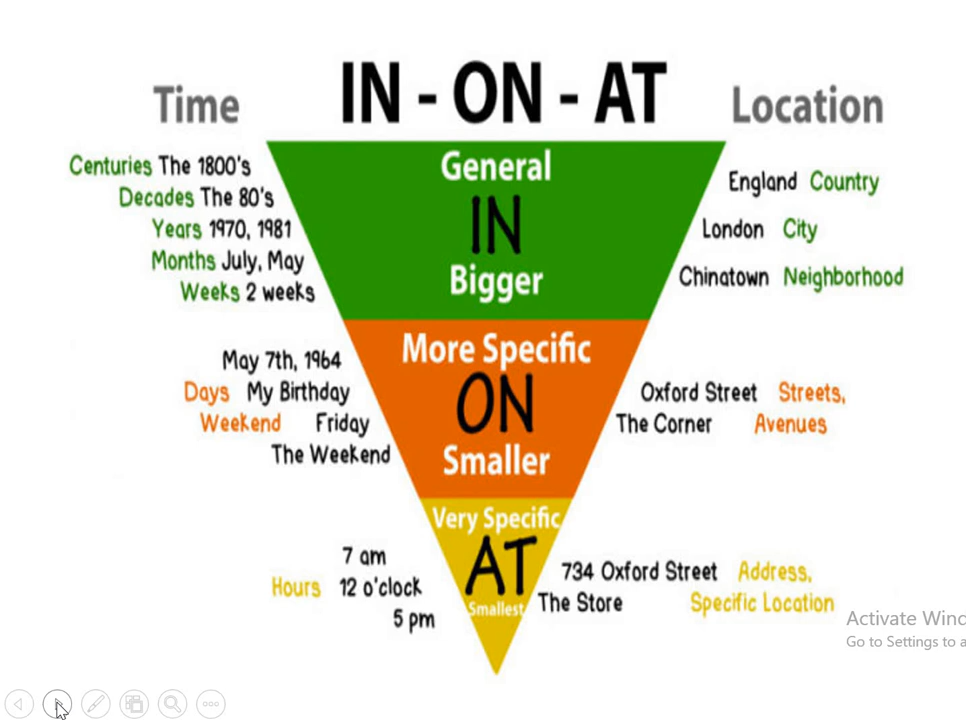 IN - ON - AT
Time
Location
Centuries The 1800's
Decades The 80's
Years 1970, 1981
Months July, May
Weeks 2 weeks
General
IN
Bigger
England Country
London City
Chinatown Neighborhood
May 7th, 1964
Days My Birthday
Weekend Friday
The Weekend
More Specific
ON
Smaller
Oxford Street Streets,
The Corner Avenues
7 am
Hours 12 o'clock
5 pm
Very Specific
AT
Smallest
734 Oxford Street Address,
The Store Specific Location
Activate Wind
Go to Settings to a